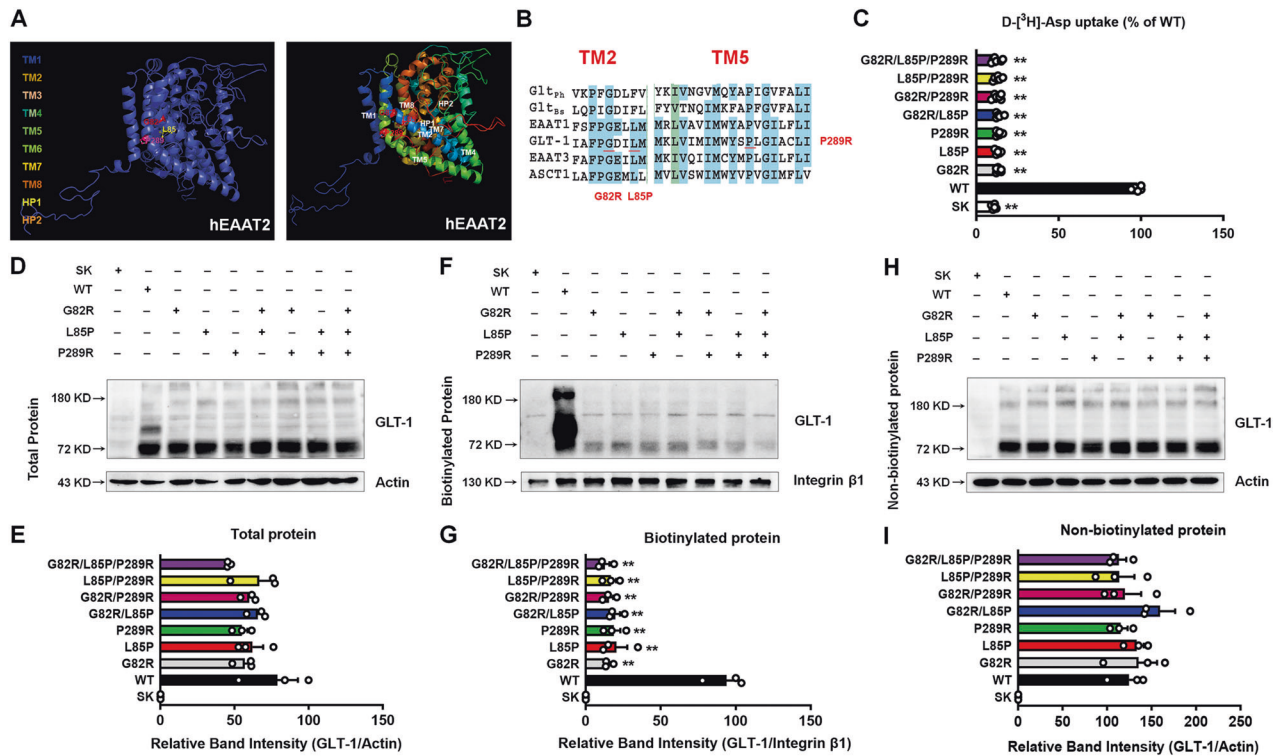 A
TM1
TM2
TM3
TM4
TM5
TM6
TM7
TM8
HP1
HP2
L85
hEAAT2
TM1
TM8
HP2
HP1
TM7
TM2
TM5
TM4
hEAAT2
B
TM2 TM5
GltPh VKPFGDLFV YKIVNGVMQYAPIGVFALI
GltBs LQPIGDIFL FYVTNQIMKFAPFGVFALI
EAAT1 FSFPGELLM MRLVAVIMWYAPVGILFLI
GLT-1 IAFPGDILM MKLVIMIMWYSPLGIACLI P289R
EAAT3 IAFPGEILM MKIVQIIMCYMPLGILFLI
ASCT1 AAFPGEMLL MVLVSWIMWYVPVGIMFLV
G82R L85P
C
D-[³H]-Asp uptake (% of WT)
G82R/L85P/P289R **
L85P/P289R **
G82R/P289R **
G82R/L85P **
P289R **
L85P **
G82R **
WT
SK **
0 50 100 150
D
SK + – – – – – – – –
WT – + – – – – – – –
G82R – – + – – + + – +
L85P – – – + – + – + +
P289R – – – – + – + + +
Total Protein
180 KD
72 KD
GLT-1
43 KD
Actin
F
SK + – – – – – – – –
WT – + – – – – – – –
G82R – – + – – + + – +
L85P – – – + – + – + +
P289R – – – – + – + + +
Biotinylated Protein
180 KD
72 KD
GLT-1
130 KD
Integrin β1
H
SK + – – – – – – – –
WT – + – – – – – – –
G82R – – + – – + + – +
L85P – – – + – + – + +
P289R – – – – + – + + +
Non-biotinylated protein
180 KD
72 KD
GLT-1
43 KD
Actin
E
Total protein
G82R/L85P/P289R
L85P/P289R
G82R/P289R
G82R/L85P
P289R
L85P
G82R
WT
SK
0 50 100 150
Relative Band Intensity (GLT-1/Actin)
G
Biotinylated protein
G82R/L85P/P289R **
L85P/P289R **
G82R/P289R **
G82R/L85P **
P289R **
L85P **
G82R **
WT
SK
0 50 100 150
Relative Band Intensity (GLT-1/Integrin β1)
I
Non-biotinylated protein
G82R/L85P/P289R
L85P/P289R
G82R/P289R
G82R/L85P
P289R
L85P
G82R
WT
SK
0 50 100 150 200 250
Relative Band Intensity (GLT-1/Actin)